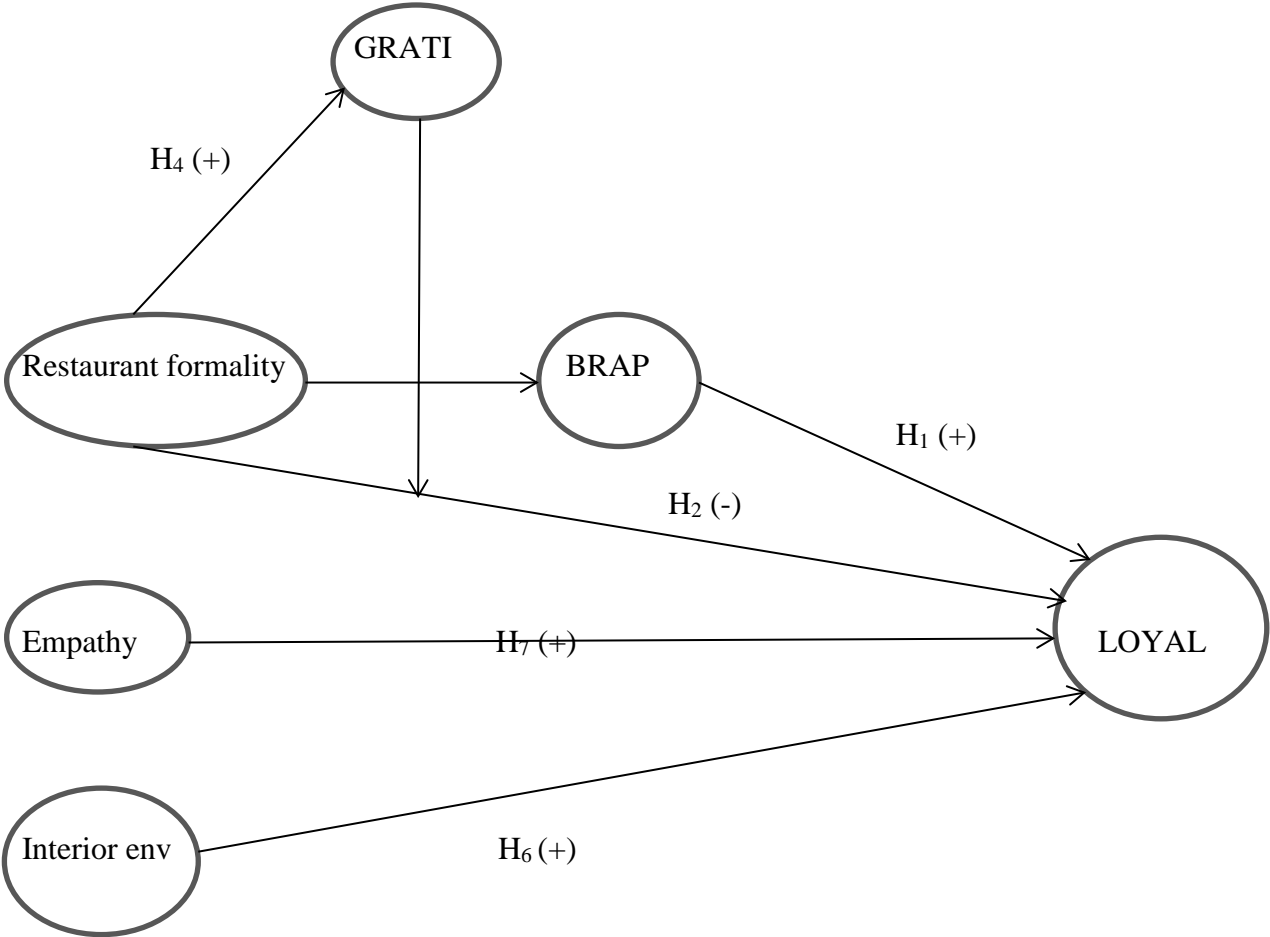 GRATI
H₄ (+)
Restaurant formality
BRAP
H₁ (+)
H₂ (-)
Empathy
H₇ (+)
LOYAL
Interior env
H₆ (+)